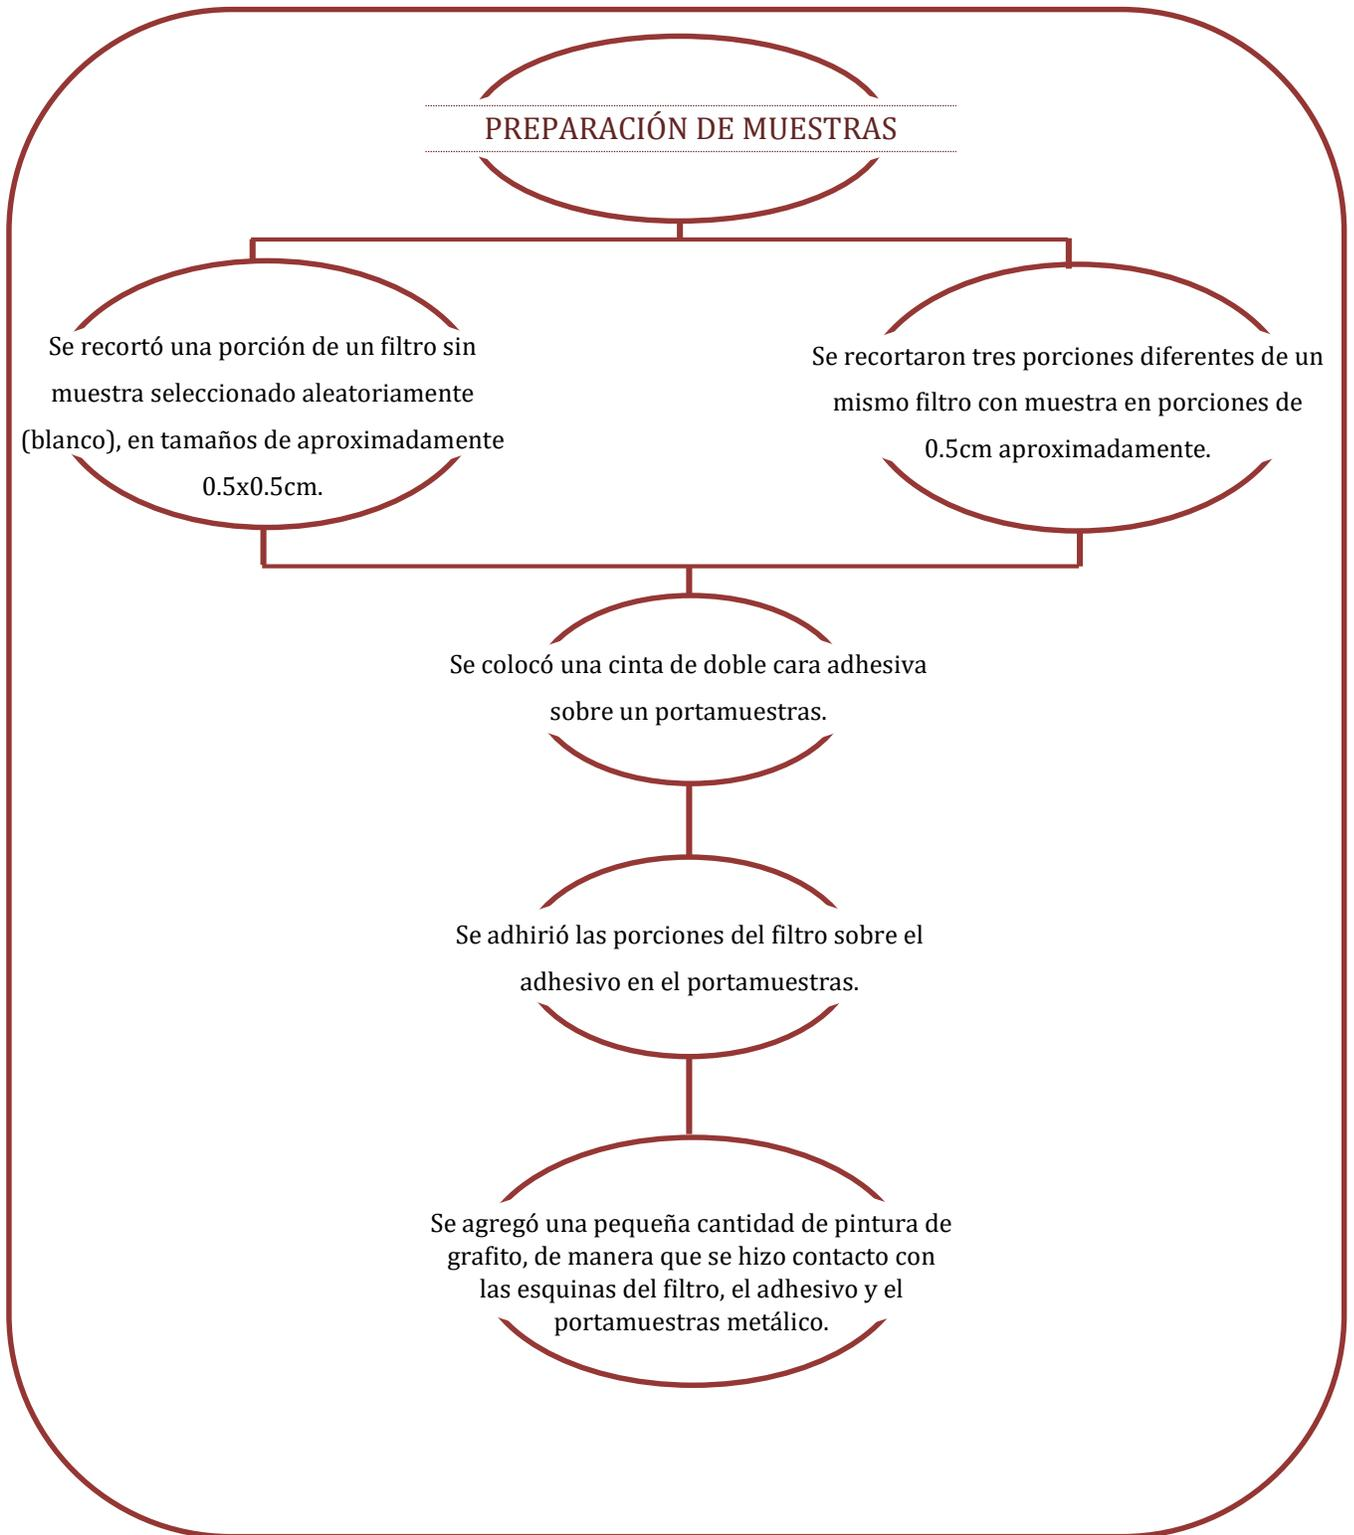 PREPARACIÓN DE MUESTRAS
Se recortó una porción de un filtro sin
muestra seleccionado aleatoriamente
(blanco), en tamaños de aproximadamente
0.5x0.5cm.
Se recortaron tres porciones diferentes de un
mismo filtro con muestra en porciones de
0.5cm aproximadamente.
Se colocó una cinta de doble cara adhesiva
sobre un portamuestras.
Se adhirió las porciones del filtro sobre el
adhesivo en el portamuestras.
Se agregó una pequeña cantidad de pintura de
grafito, de manera que se hizo contacto con
las esquinas del filtro, el adhesivo y el
portamuestras metálico.